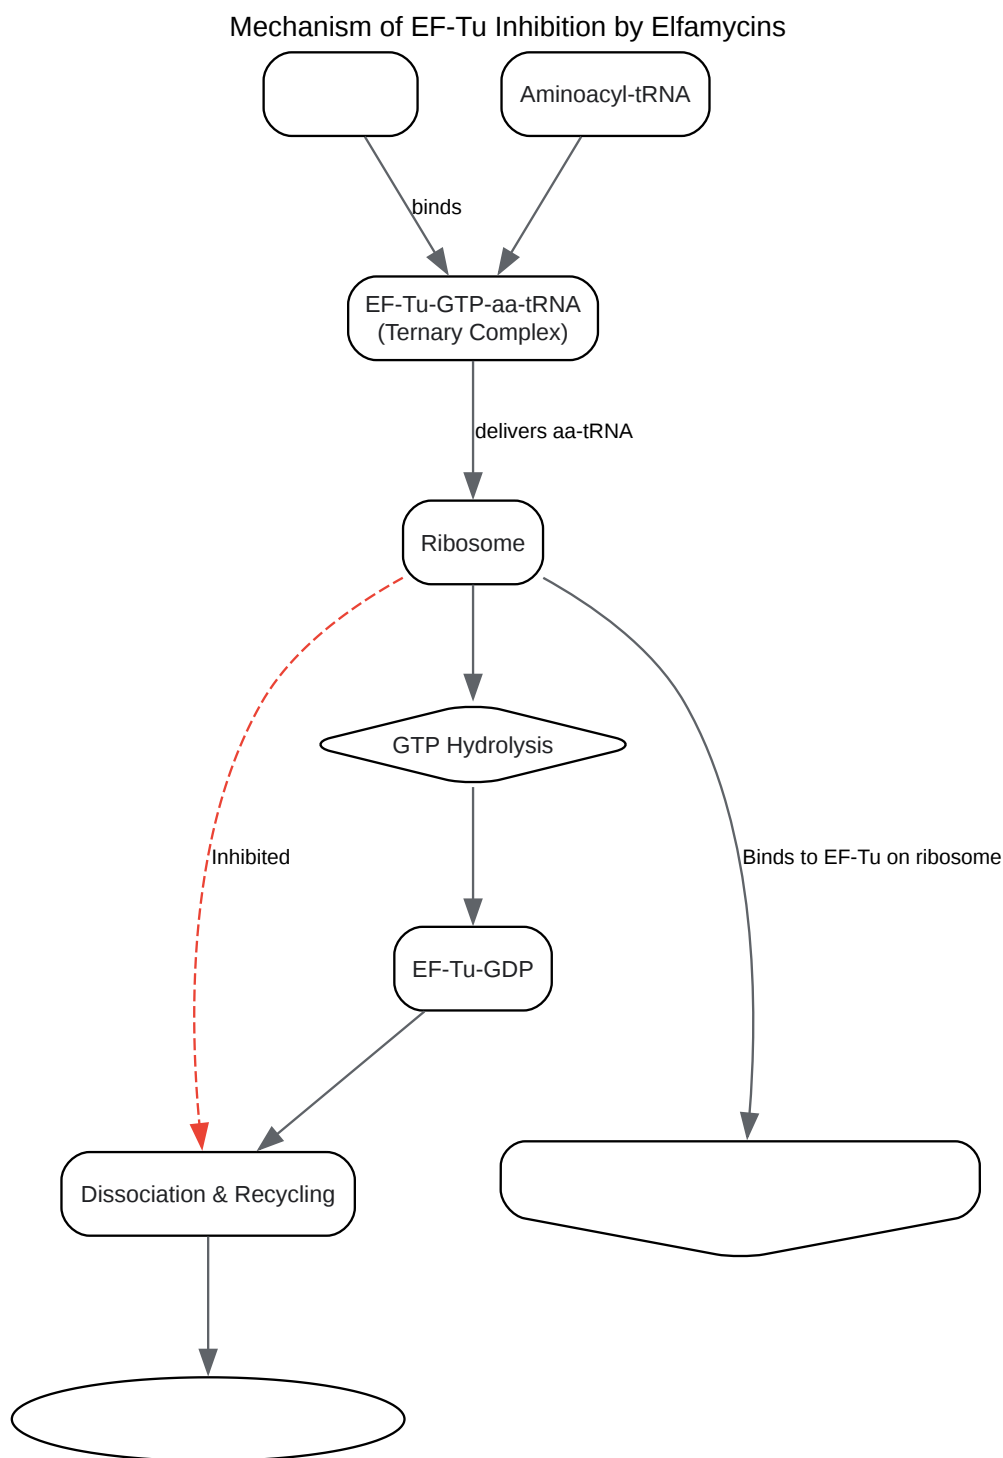 Mechanism of EF-Tu Inhibition by Elfamycins
Aminoacyl-tRNA
binds
EF-Tu-GTP-aa-tRNA
(Ternary Complex)
delivers aa-tRNA
Ribosome
GTP Hydrolysis
Inhibited
Binds to EF-Tu on ribosome
EF-Tu-GDP
Dissociation & Recycling